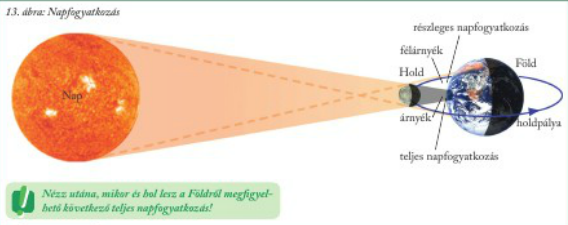 13. ábra: Napfogyatkozás
részleges napfogyatkozás
félárnyék
Föld
Hold
Nap
árnyék
holdpálya
teljes napfogyatkozás
Nézz utána, mikor és hol lesz a Földről megfigyel-
hető következő teljes napfogyatkozás!